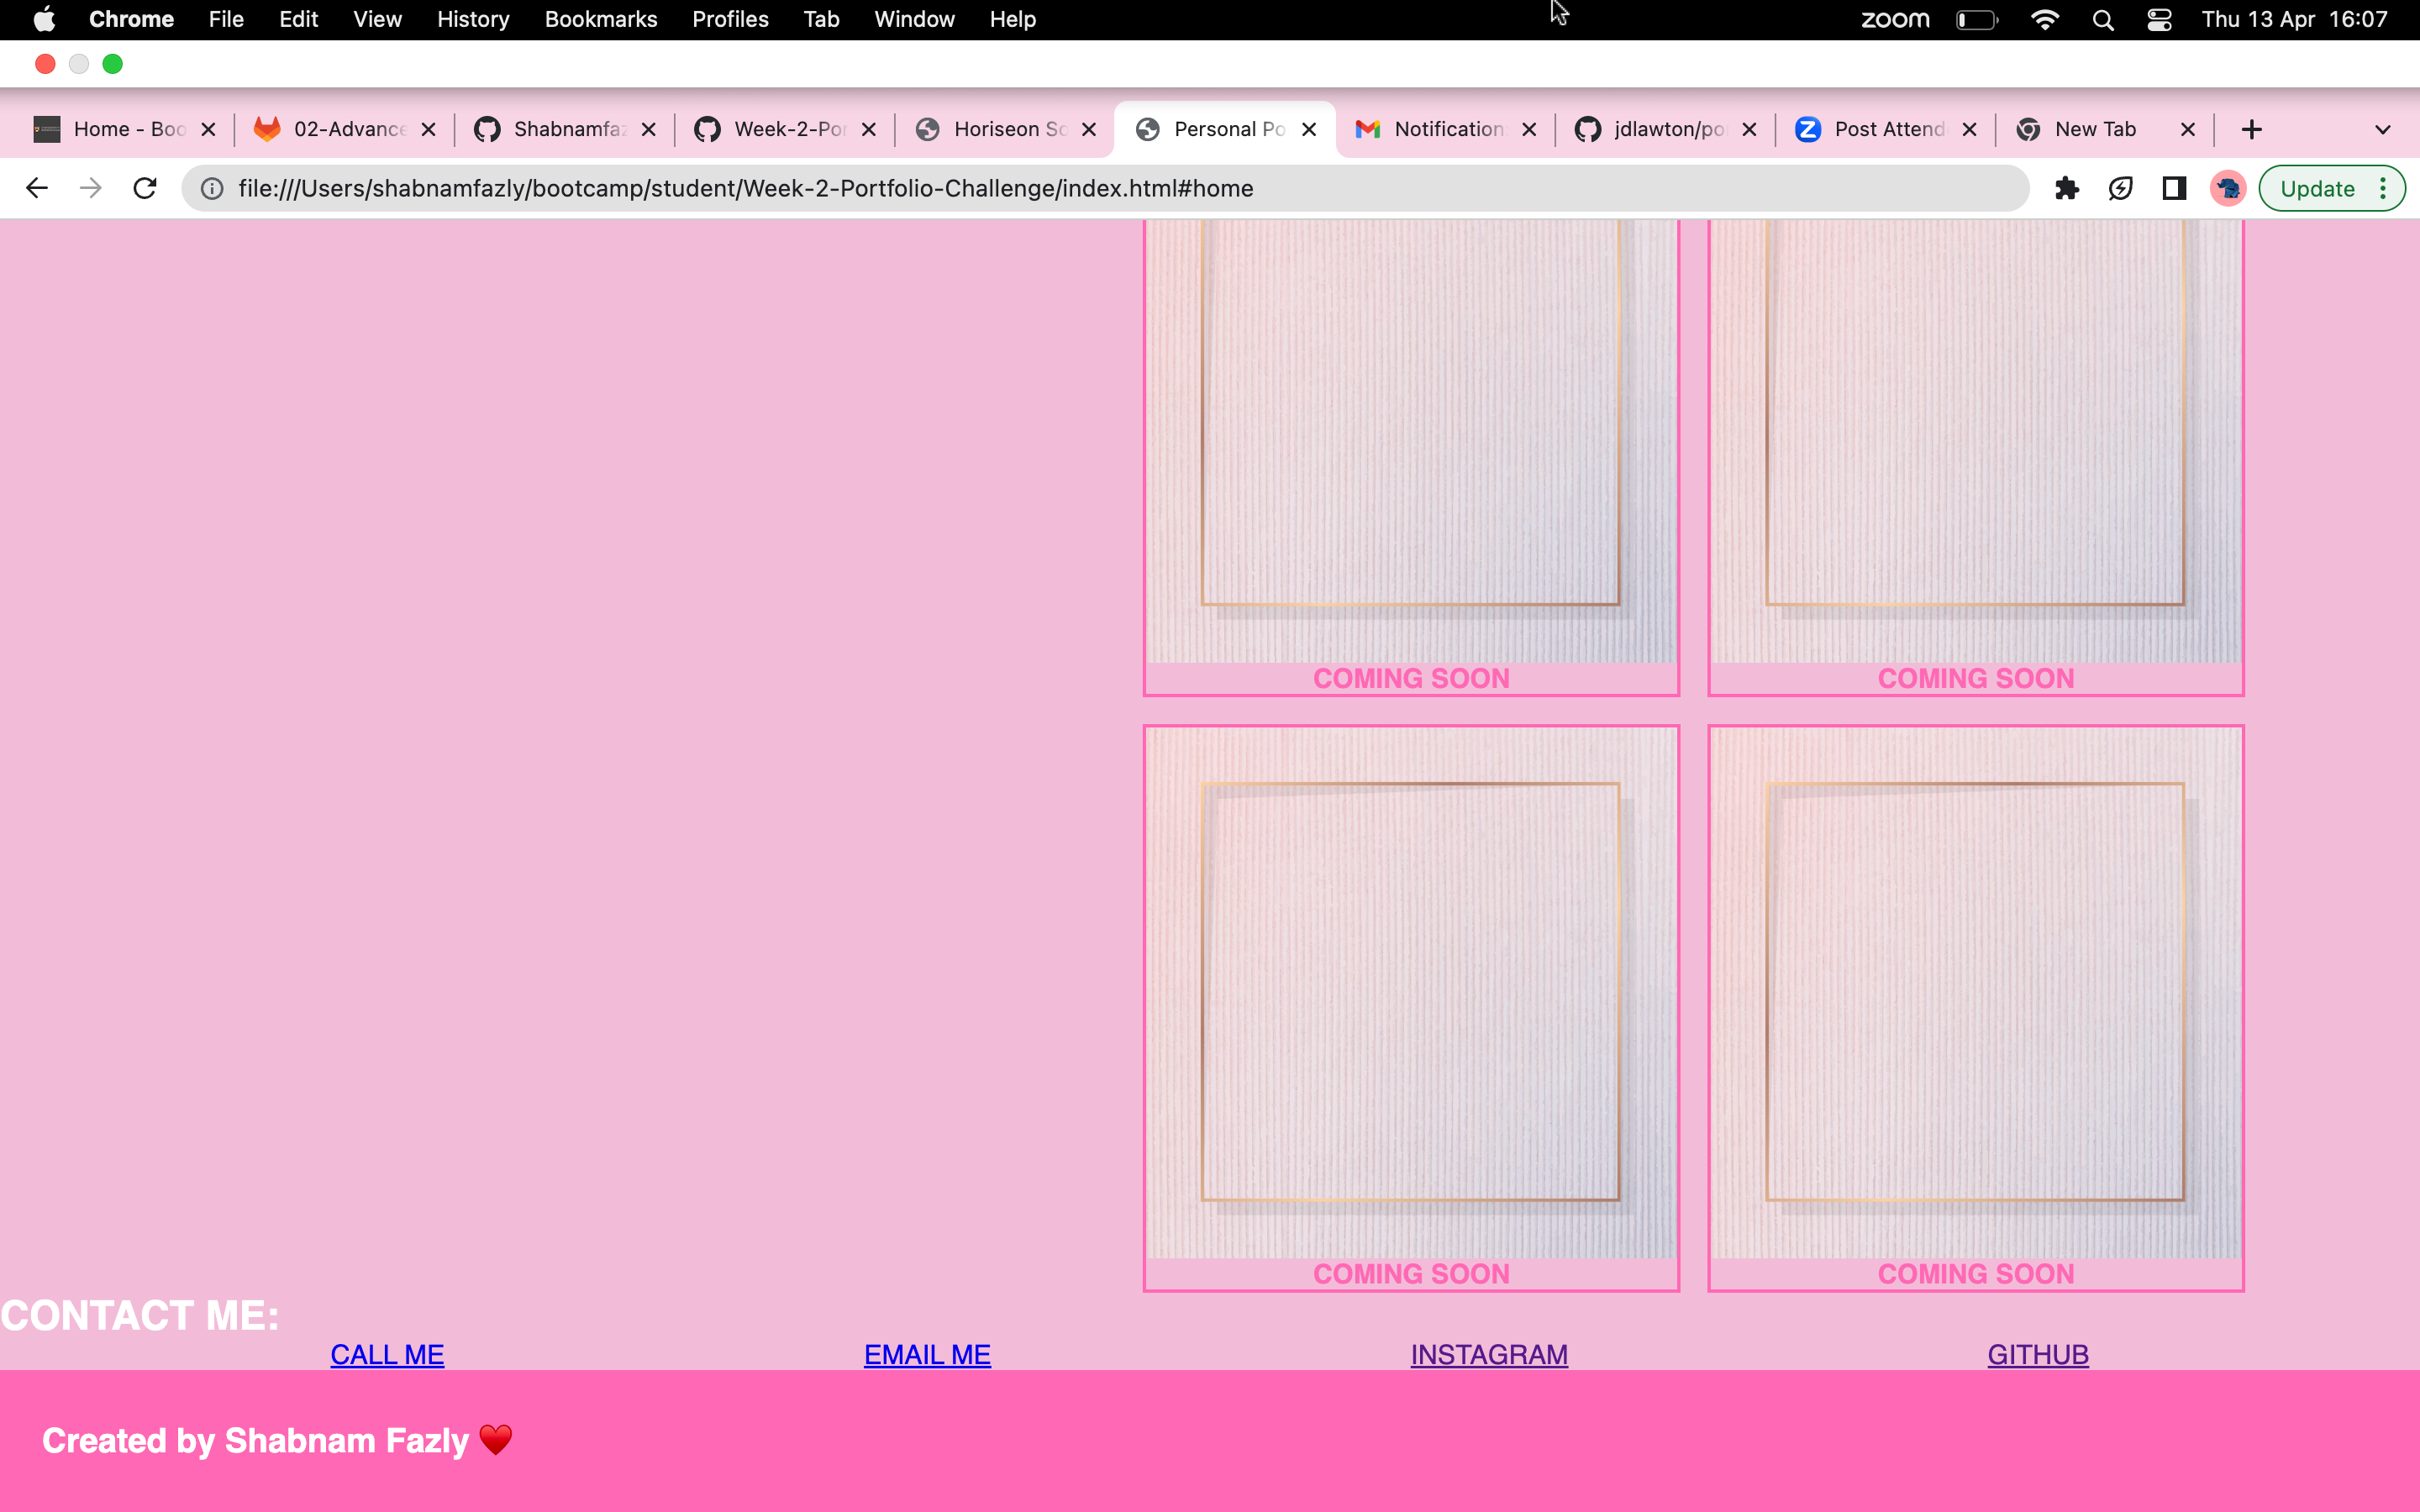 Chrome File Edit View History Bookmarks Profiles Tab Window Help zoom Thu 13 Apr 16:07
Home - Boo 02-Advance Shabnamfaz Week-2-Por Horiseon So Personal Po Notification jdlawton/po Post Attend New Tab
file:///Users/shabnamfazly/bootcamp/student/Week-2-Portfolio-Challenge/index.html#home Update
COMING SOON COMING SOON
COMING SOON COMING SOON
CONTACT ME:
CALL ME EMAIL ME INSTAGRAM GITHUB
Created by Shabnam Fazly ♥️